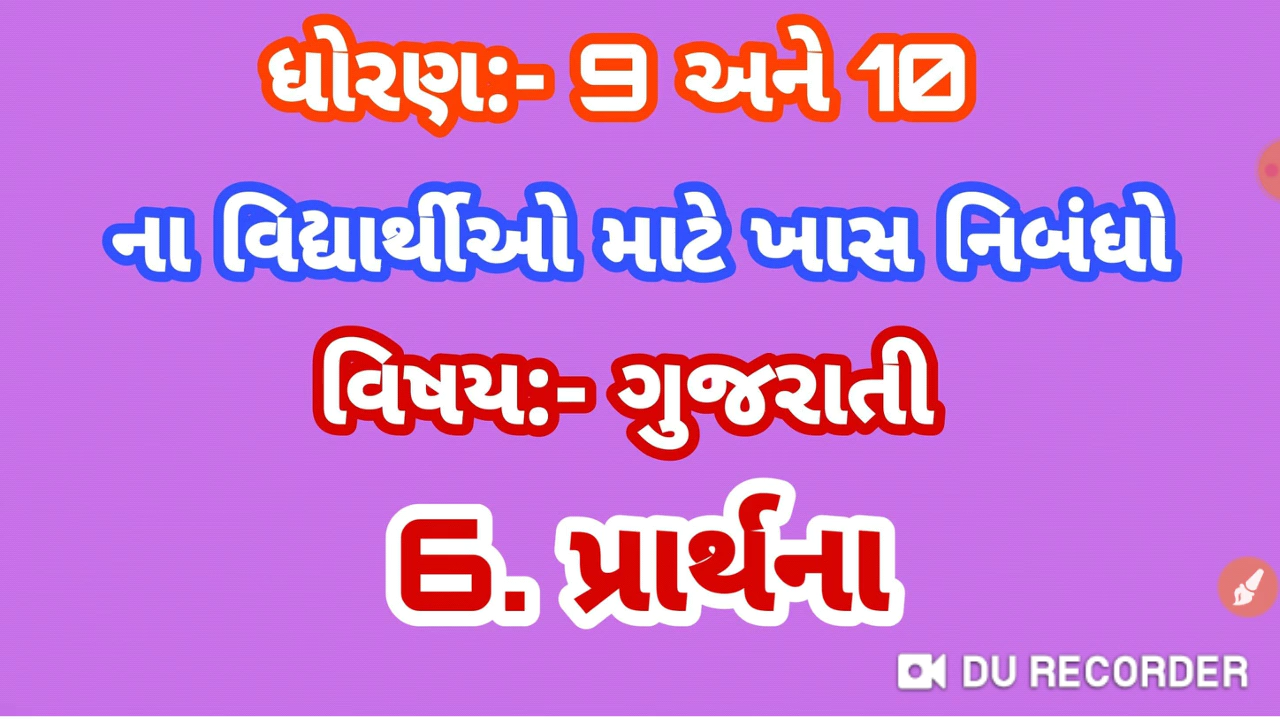 ધોરણ:- 9 અને 10
ના વિદ્યાર્થીઓ માટે ખાસ નિબંધો
વિષય:- ગુજરાતી
6. પ્રાર્થના
DU RECORDER